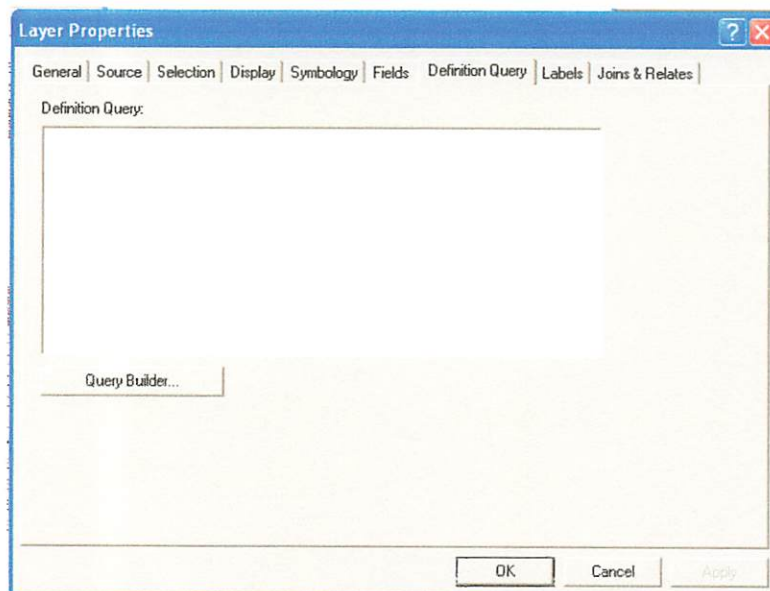 Layer Properties
General Source Selection Display Symbology Fields Definition Query Labels Joins & Relates
Definition Query:
Query Builder...
OK Cancel Apply